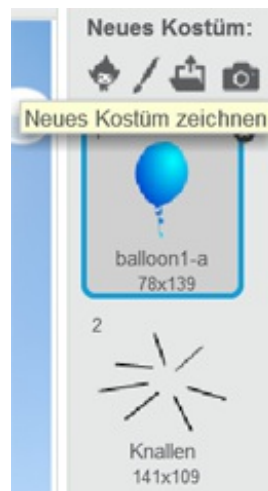 Neues Kostüm:
Neues Kostüm zeichnen
balloon1-a
78x139
2
Knallen
141x109